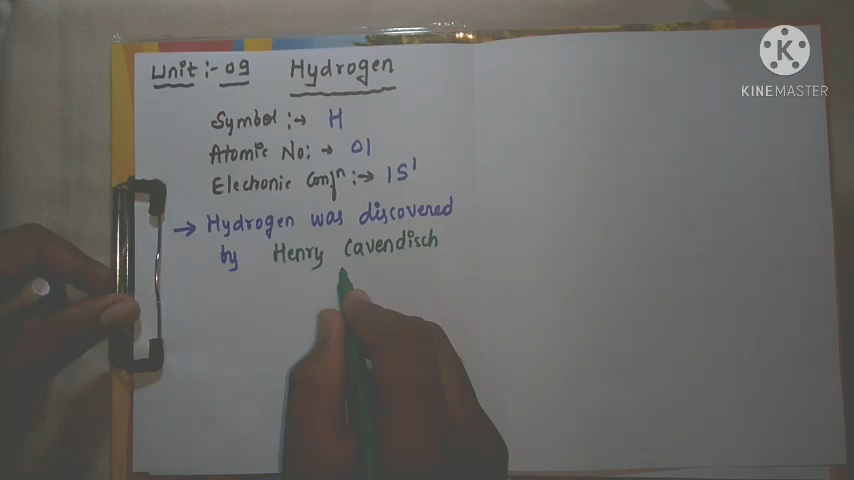 Unit :- 09 Hydrogen
Symbol :→ H
Atomic No: → 01
Electronic Confⁿ :→ 1S¹
→ Hydrogen was discovered
by Henry Cavendisch
K
KINEMASTER